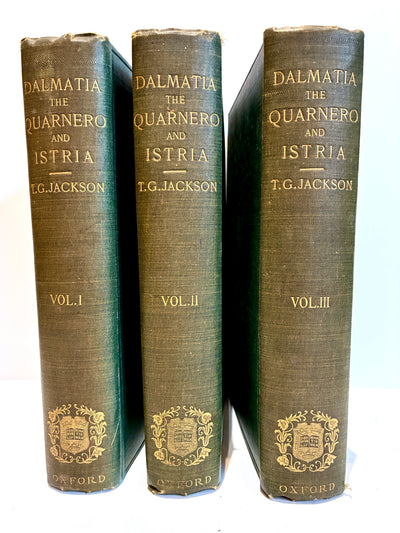 DALMATIA
THE
QUARNERO
AND
ISTRIA
T.G.JACKSON
VOL.I
OXFORD
DALMATIA
THE
QUARNERO
AND
ISTRIA
T.G.JACKSON
VOL.II
OXFORD
DALMATIA
THE
QUARNERO
AND
ISTRIA
T.G.JACKSON
VOL.III
OXFORD